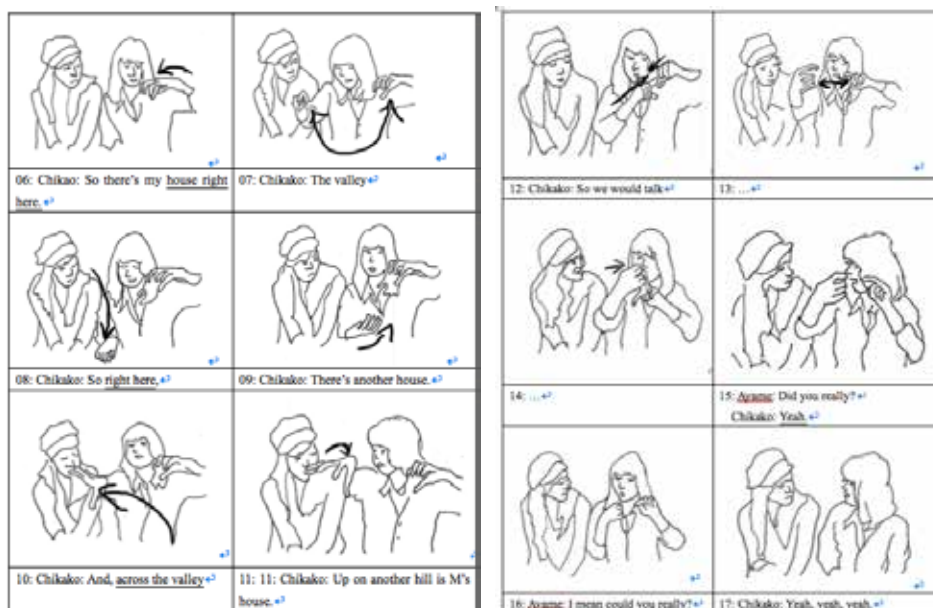 06: Chikao: So there's my house right
here.
07: Chikako: The valley
08: Chikako: So right here,
09: Chikako: There's another house.
10: Chikako: And, across the valley
11: 11: Chikako: Up on another hill is M's
house.
12: Chikako: So we would talk
13: …
14: …
15: Ayame: Did you really?
Chikako: Yeah.
16: Ayame: I mean could you really?
17: Chikako: Yeah, yeah, yeah.